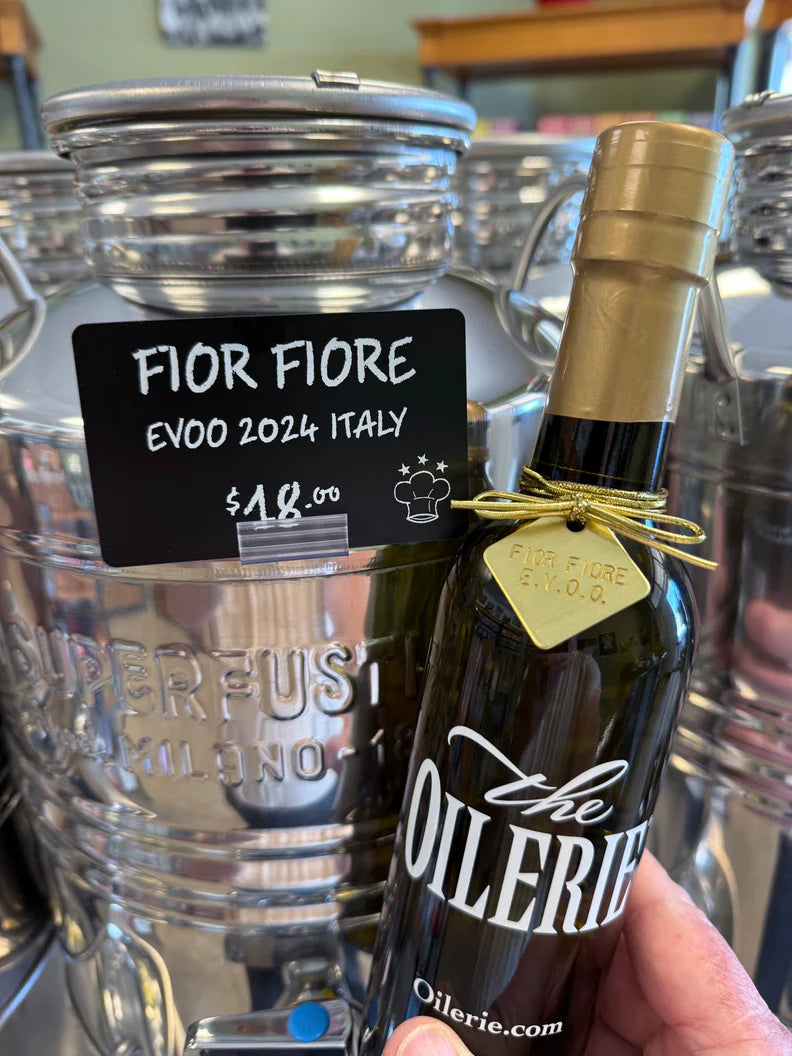 FIOR FIORE
EVOO 2024 ITALY
$18.00
FIOR FIORE
E.V.O.O.
SUPERFUSTI
MILANO
the
OILERIE
Oilerie.com